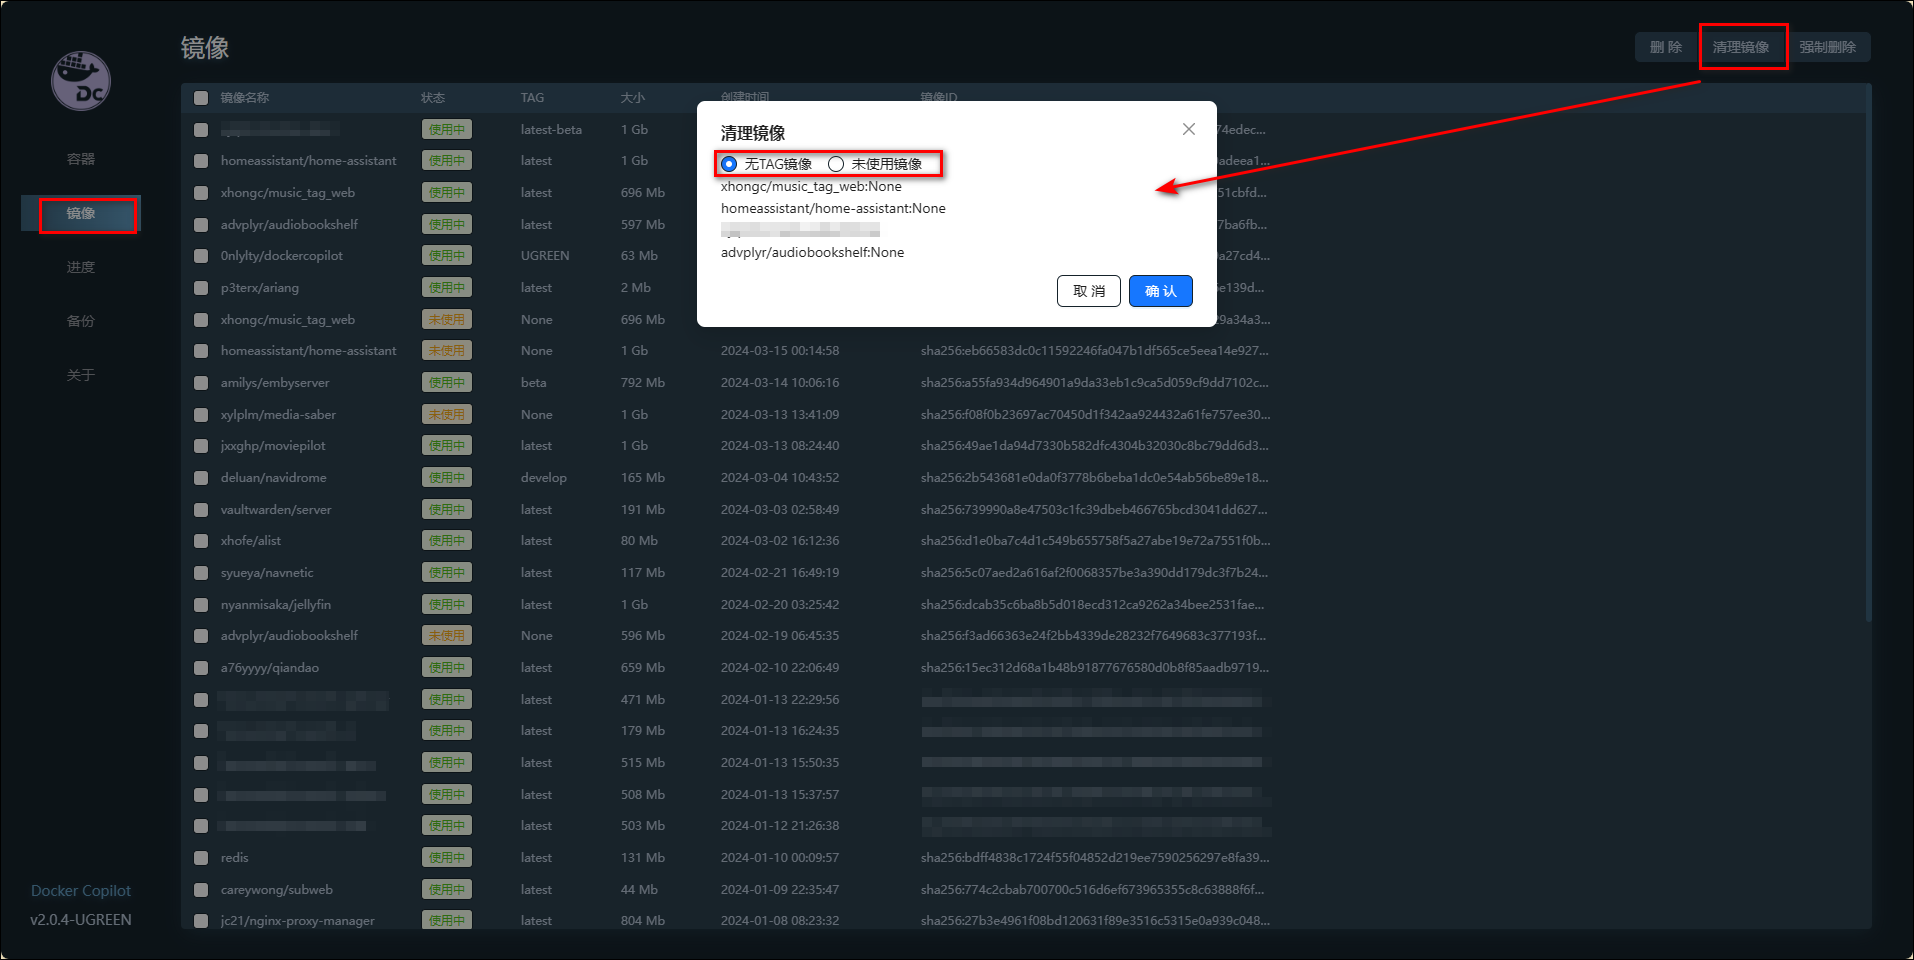 镜像
删 除 清理镜像 强制删除
Dc
容器
镜像
进度
备份
关于
Docker Copilot
v2.0.4-UGREEN
镜像名称 状态 TAG 大小 创建时间 镜像ID
使用中 latest-beta 1 Gb 74edec...
homeassistant/home-assistant 使用中 latest 1 Gb adeea1...
xhongc/music_tag_web 使用中 latest 696 Mb 51cbfd...
advplyr/audiobookshelf 使用中 latest 597 Mb 7ba6fb...
0nlylty/dockercopilot 使用中 UGREEN 63 Mb a27cd4...
p3terx/ariang 使用中 latest 2 Mb e139d...
xhongc/music_tag_web 未使用 None 696 Mb 29a34a3...
homeassistant/home-assistant 未使用 None 1 Gb 2024-03-15 00:14:58 sha256:eb66583dc0c11592246fa047b1df565ce5eea14e927...
amilys/embyserver 使用中 beta 792 Mb 2024-03-14 10:06:16 sha256:a55fa934d964901a9da33eb1c9ca5d059cf9dd7102c...
xylplm/media-saber 未使用 None 1 Gb 2024-03-13 13:41:09 sha256:f08f0b23697ac70450d1f342aa924432a61fe757ee30...
jxxghp/moviepilot 使用中 latest 1 Gb 2024-03-13 08:24:40 sha256:49ae1da94d7330b582dfc4304b32030c8bc79dd6d3...
deluan/navidrome 使用中 develop 165 Mb 2024-03-04 10:43:52 sha256:2b543681e0da0f3778b6beba1dc0e54ab56be89e18...
vaultwarden/server 使用中 latest 191 Mb 2024-03-03 02:58:49 sha256:739990a8e47503c1fc39dbeb466765bcd3041dd627...
xhofe/alist 使用中 latest 80 Mb 2024-03-02 16:12:36 sha256:d1e0ba7c4d1c549b655758f5a27abe19e72a7551f0b...
syueya/navnetic 使用中 latest 117 Mb 2024-02-21 16:49:19 sha256:5c07aed2a616af2f0068357be3a390dd179dc3f7b24...
nyanmisaka/jellyfin 使用中 latest 1 Gb 2024-02-20 03:25:42 sha256:dcab35c6ba8b5d018ecd312ca9262a34bee2531fae...
advplyr/audiobookshelf 未使用 None 596 Mb 2024-02-19 06:45:35 sha256:f3ad66363e24f2bb4339de28232f7649683c377193f...
a76yyyy/qiandao 使用中 latest 659 Mb 2024-02-10 22:06:49 sha256:15ec312d68a1b48b91877676580d0b8f85aadb9719...
使用中 latest 471 Mb 2024-01-13 22:29:56
使用中 latest 179 Mb 2024-01-13 16:24:35
使用中 latest 515 Mb 2024-01-13 15:50:35
使用中 latest 508 Mb 2024-01-13 15:37:57
使用中 latest 503 Mb 2024-01-12 21:26:38
redis 使用中 latest 131 Mb 2024-01-10 00:09:57 sha256:bdff4838c1724f55f04852d219ee7590256297e8fa39...
careywong/subweb 使用中 latest 44 Mb 2024-01-09 22:35:47 sha256:774c2cbab700700c516d6ef673965355c8c63888f6f...
jc21/nginx-proxy-manager 使用中 latest 804 Mb 2024-01-08 08:23:32 sha256:27b3e4961f08bd120631f89e3516c5315e0a939c048...
清理镜像
无TAG镜像 未使用镜像
xhongc/music_tag_web:None
homeassistant/home-assistant:None
advplyr/audiobookshelf:None
取 消 确 认